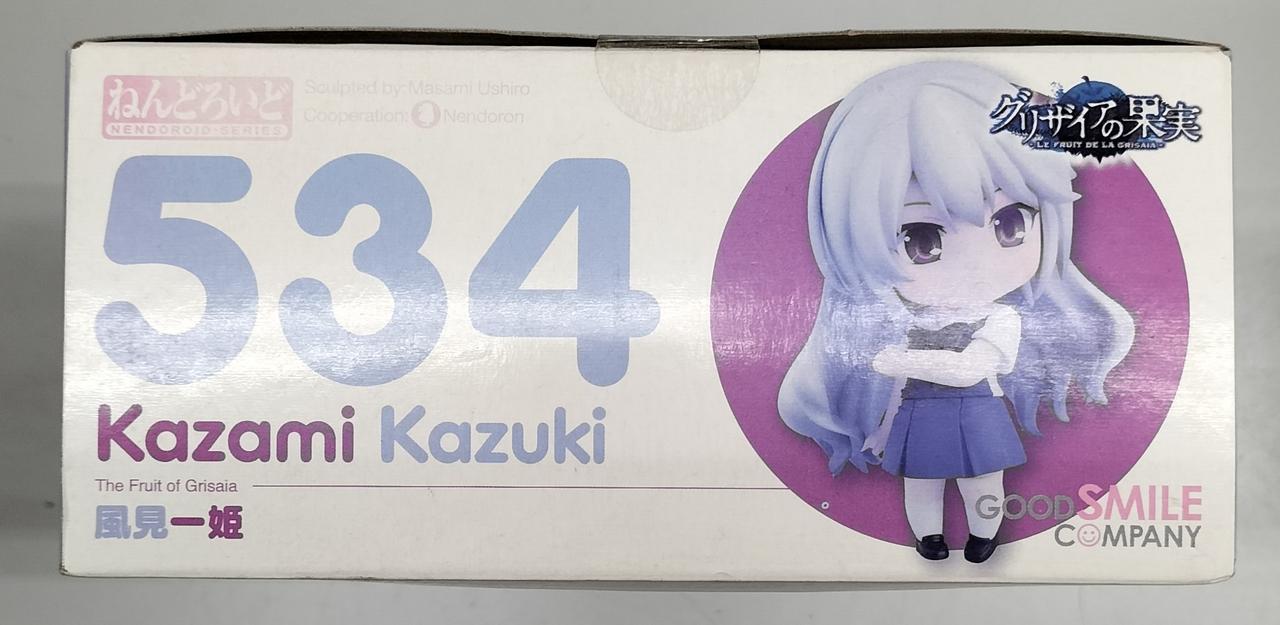 ねんどろいど
NENDOROID·SERIES
Sculpted by:Masami Ushiro
Cooperation: Nendoron
534
Kazami Kazuki
The Fruit of Grisaia
風見一姫
グリザイアの果実
-LE FRUIT DE LA GRISAIA-
GOOD SMILE
COMPANY